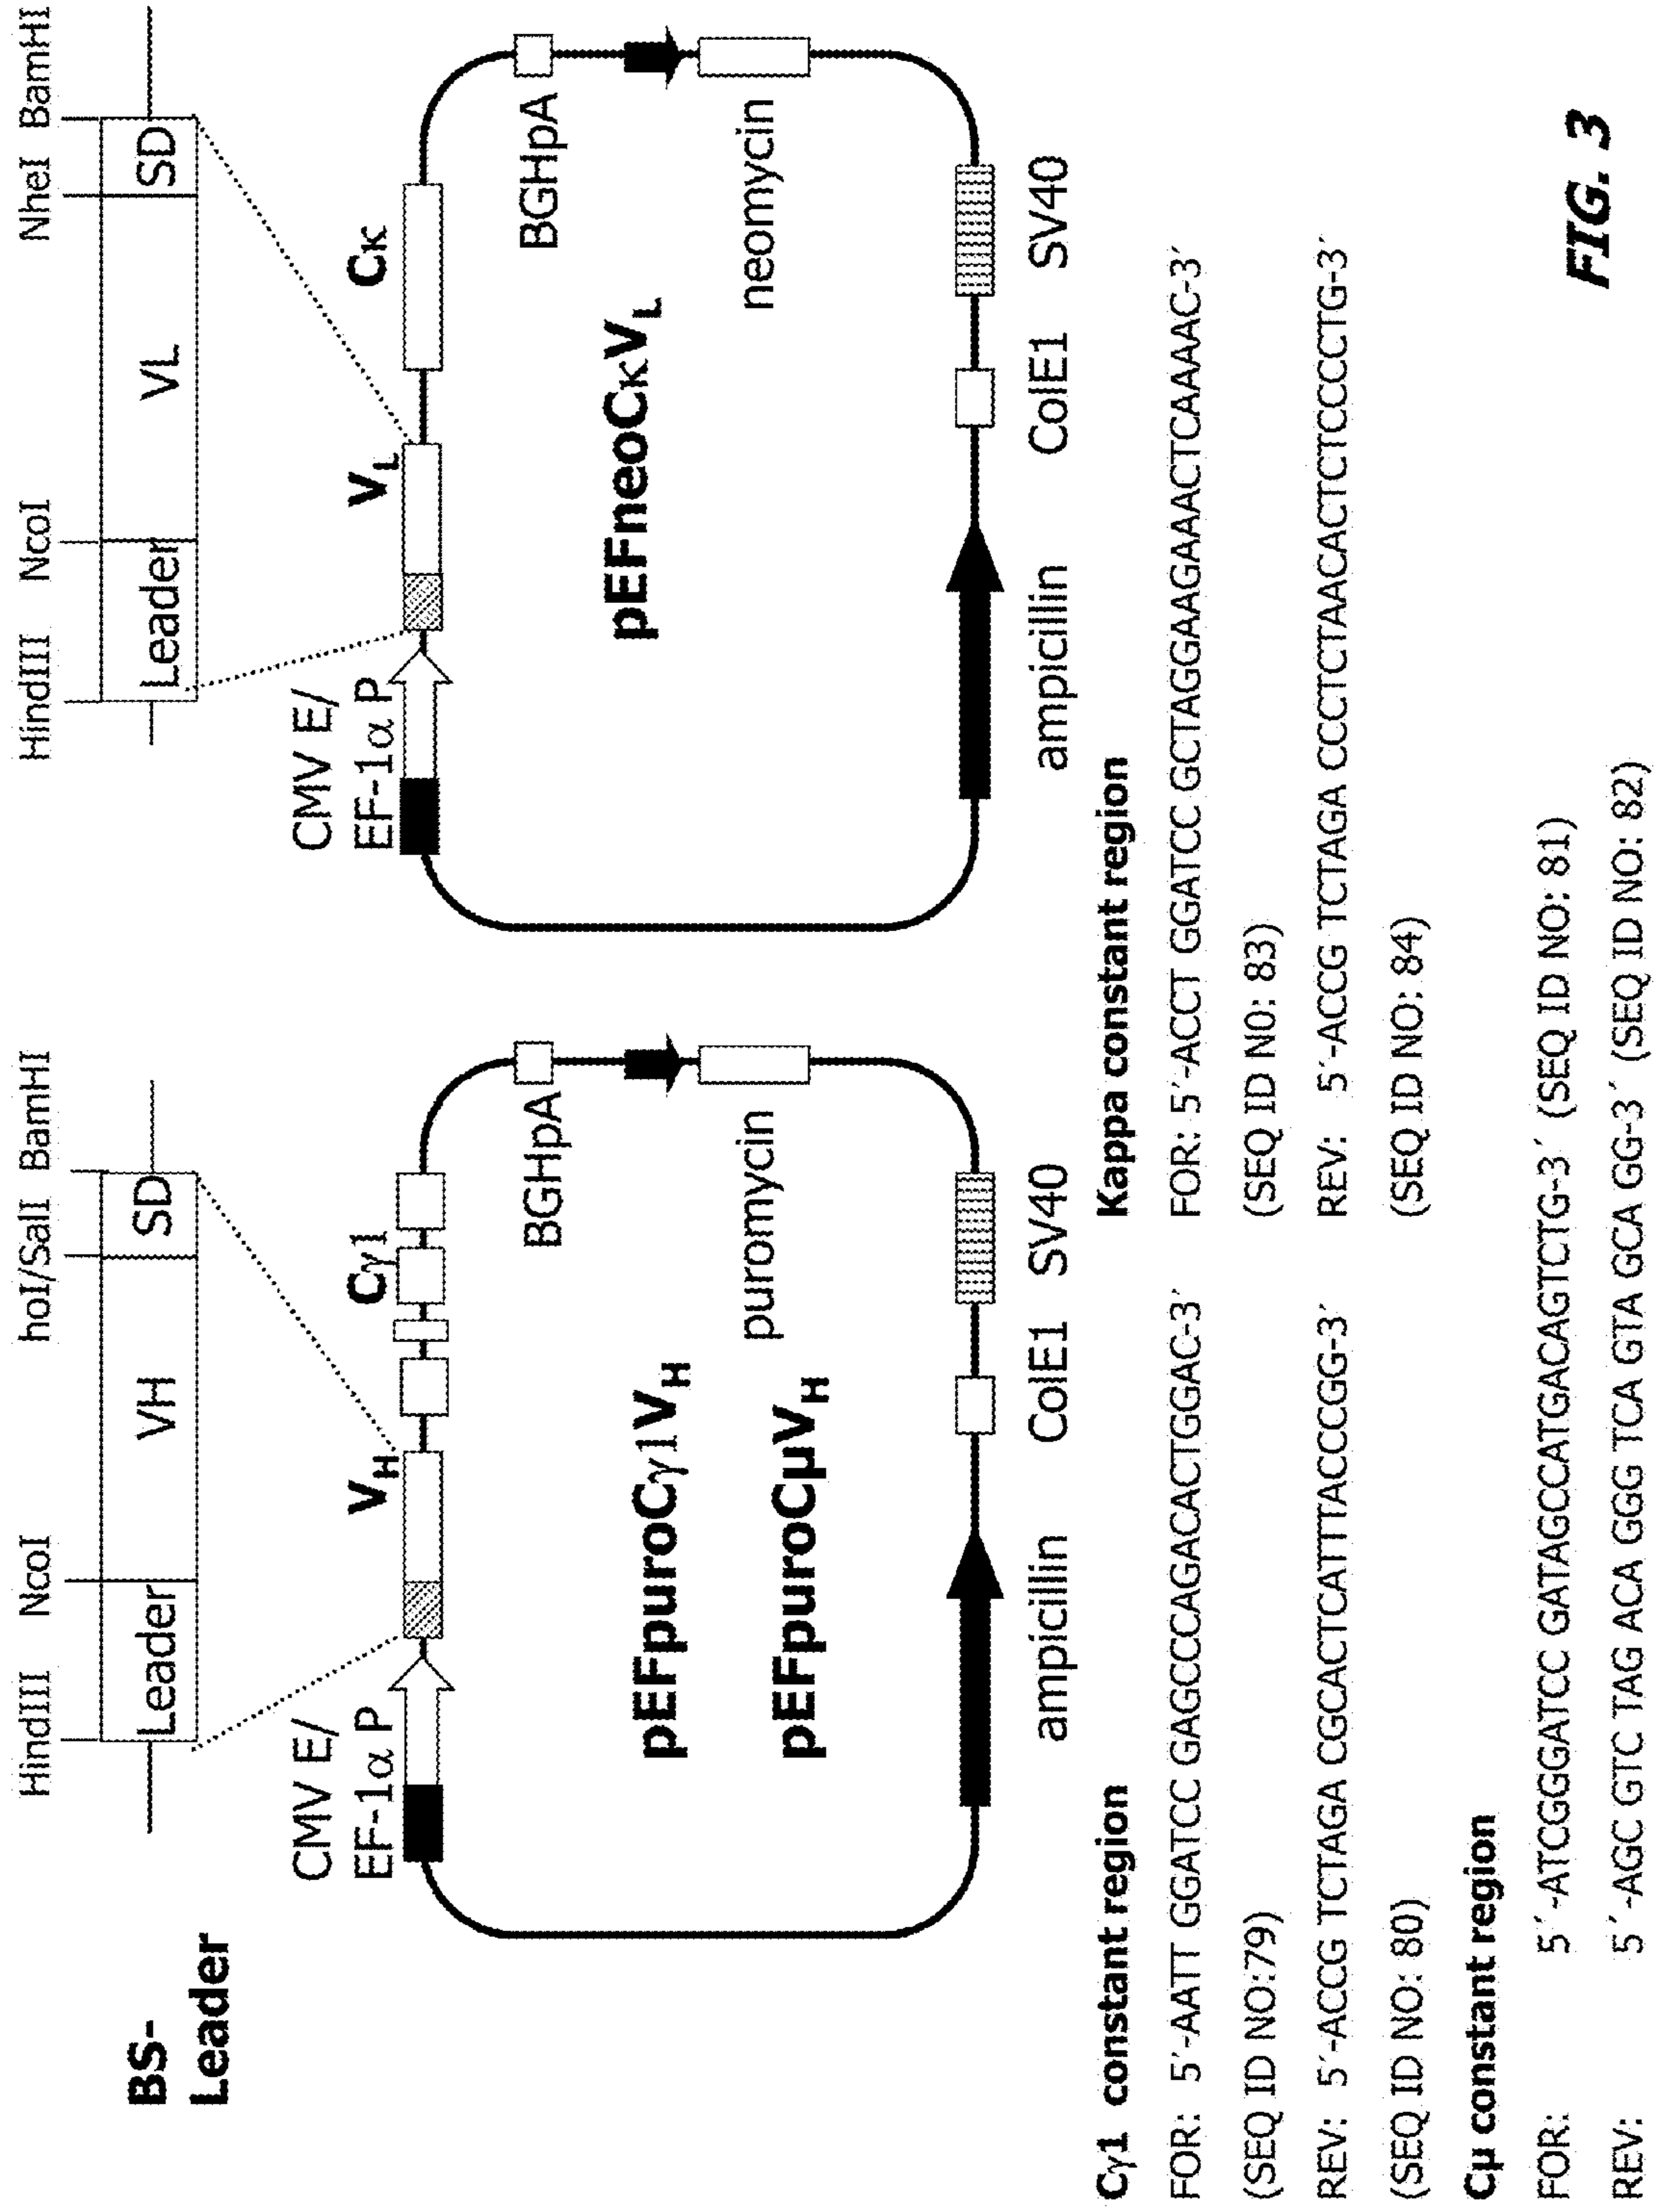 BS-
Leader
HindIII NcoI hoI/SalI BamHI
Leader VH SD
CMV E/
EF-1α P
VH
Cγ1
BGHpA
pEFpuroCγ1VH
pEFpuroCμVH
puromycin
ampicillin ColE1 SV40
HindIII NcoI NheI BamHI
Leader VL SD
CMV E/
EF-1α P
VL
Cκ
BGHpA
pEFneoCκVL
neomycin
ampicillin ColE1 SV40
Cγ1 constant region
FOR: 5´-AATT GGATCC GAGCCCAGACACTGGAC-3´
(SEQ ID NO:79)
REV: 5´-ACCG TCTAGA CGCACTCATTTACCCGG-3´
(SEQ ID NO: 80)
Kappa constant region
FOR: 5´-ACCT GGATCC GCTAGGAAGAAACTCAAAAC-3´
(SEQ ID N0: 83)
REV: 5´-ACCG TCTAGA CCCTCTAACACTCTCCCCTG-3´
(SEQ ID NO: 84)
Cμ constant region
FOR: 5´-ATCGGGATCC GATAGCCATGACAGTCTG-3´ (SEQ ID NO: 81)
REV: 5´-AGC GTC TAG ACA GGG TCA GTA GCA GG-3´ (SEQ ID NO: 82)
FIG. 3